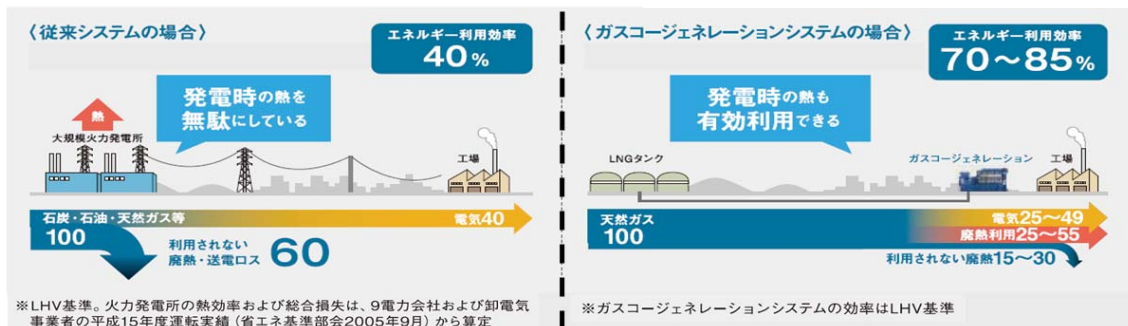 〈従来システムの場合〉
エネルギー利用効率
40%
発電時の熱を
無駄にしている
熱
大規模火力発電所
工場
石炭・石油・天然ガス等
100
電気40
利用されない
廃熱・送電ロス
60
※LHV基準。火力発電所の熱効率および総合損失は、9電力会社および卸電気
事業者の平成15年度運転実績(省エネ基準部会2005年9月)から算定
〈ガスコージェネレーションシステムの場合〉
エネルギー利用効率
70～85%
発電時の熱も
有効利用できる
LNGタンク
ガスコージェネレーション
工場
天然ガス
100
電気25～49
廃熱利用25～55
利用されない廃熱15～30
※ガスコージェネレーションシステムの効率はLHV基準